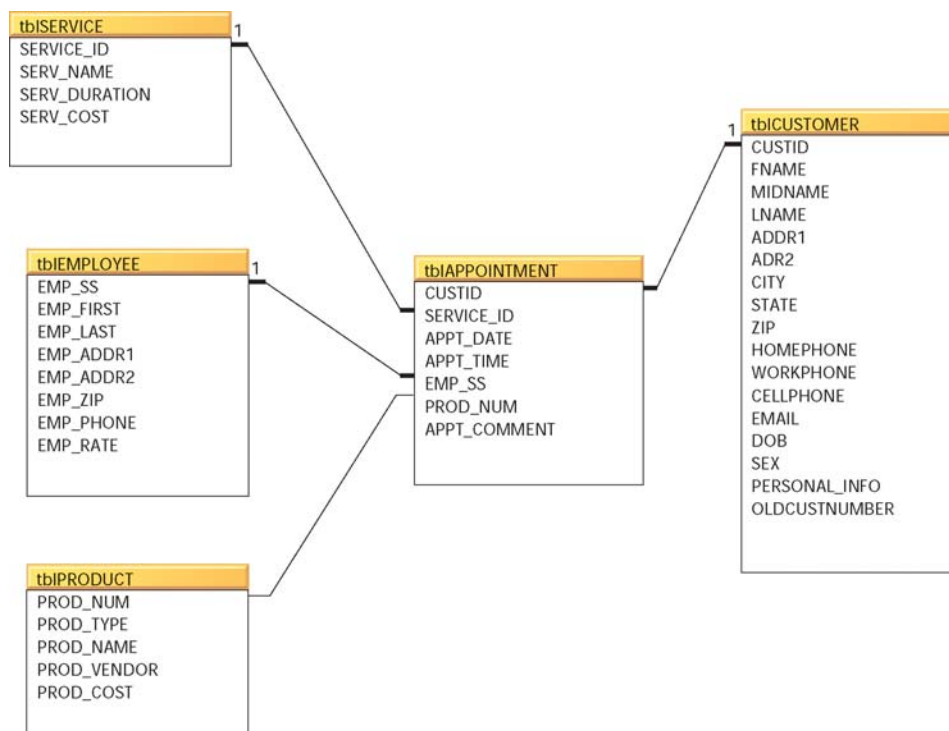 tblSERVICE
1
SERVICE_ID
SERV_NAME
SERV_DURATION
SERV_COST
tblEMPLOYEE
1
EMP_SS
EMP_FIRST
EMP_LAST
EMP_ADDR1
EMP_ADDR2
EMP_ZIP
EMP_PHONE
EMP_RATE
tblPRODUCT
PROD_NUM
PROD_TYPE
PROD_NAME
PROD_VENDOR
PROD_COST
tblAPPOINTMENT
CUSTID
SERVICE_ID
APPT_DATE
APPT_TIME
EMP_SS
PROD_NUM
APPT_COMMENT
1
tblCUSTOMER
CUSTID
FNAME
MIDNAME
LNAME
ADDR1
ADR2
CITY
STATE
ZIP
HOMEPHONE
WORKPHONE
CELLPHONE
EMAIL
DOB
SEX
PERSONAL_INFO
OLDCUSTNUMBER